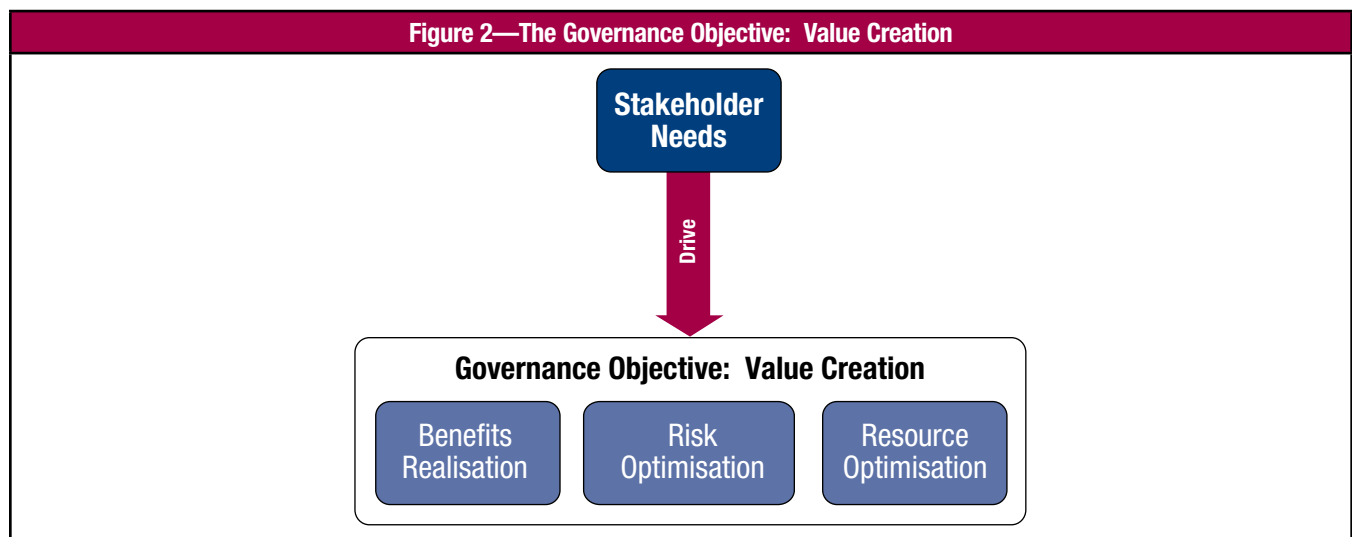 Figure 2—The Governance Objective:  Value Creation
Stakeholder
Needs
Drive
Governance Objective:  Value Creation
Benefits
Realisation
Risk
Optimisation
Resource
Optimisation